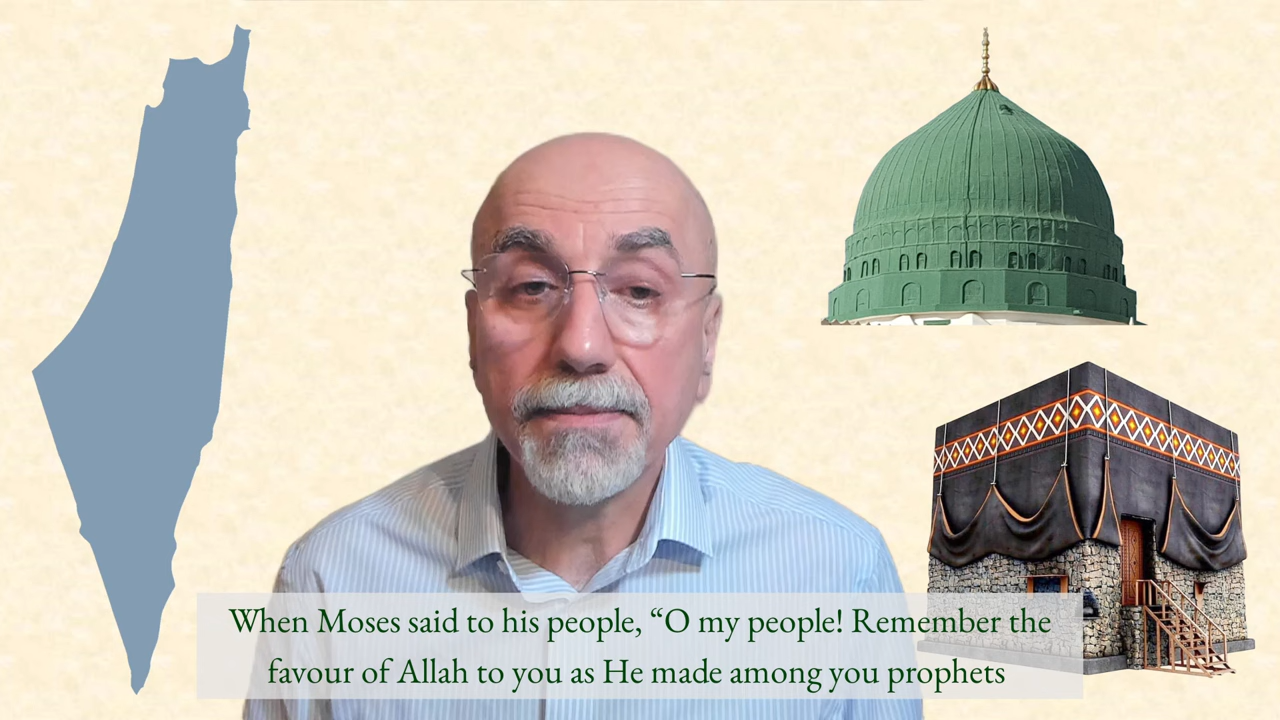 When Moses said to his people, “O my people! Remember the
favour of Allah to you as He made among you prophets